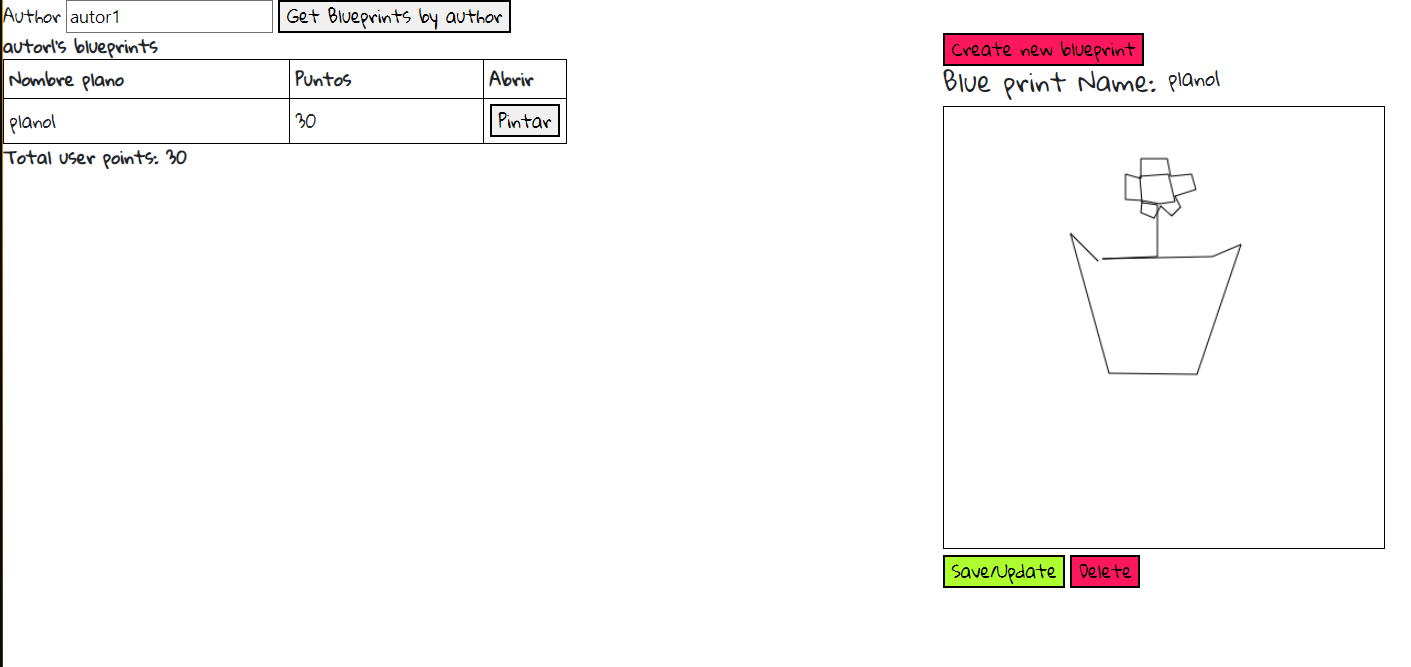 Author autor1 Get Blueprints by author
autor1's blueprints
Nombre plano Puntos Abrir
plano1 30 Pintar
Total user points: 30
Create new blueprint
Blue print Name: plano1
Save/Update Delete